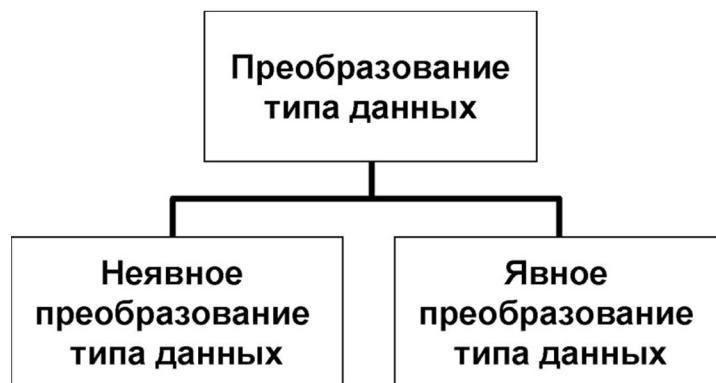 Преобразование
типа данных
Неявное
преобразование
типа данных
Явное
преобразование
типа данных